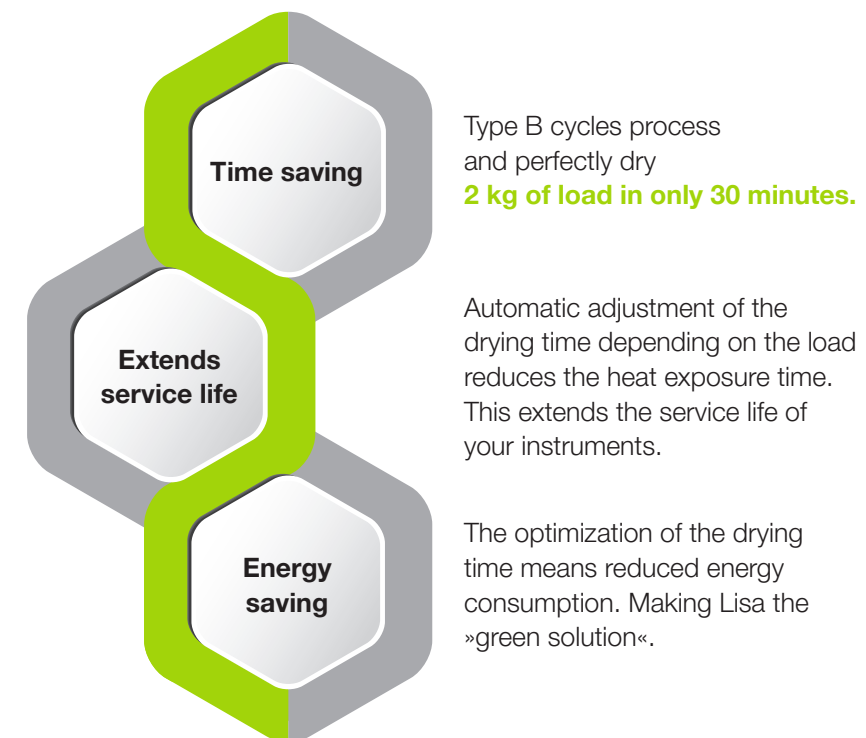 Time saving
Type B cycles process
and perfectly dry
2 kg of load in only 30 minutes.
Extends
service life
Automatic adjustment of the
drying time depending on the load
reduces the heat exposure time.
This extends the service life of
your instruments.
Energy
saving
The optimization of the drying
time means reduced energy
consumption. Making Lisa the
»green solution«.